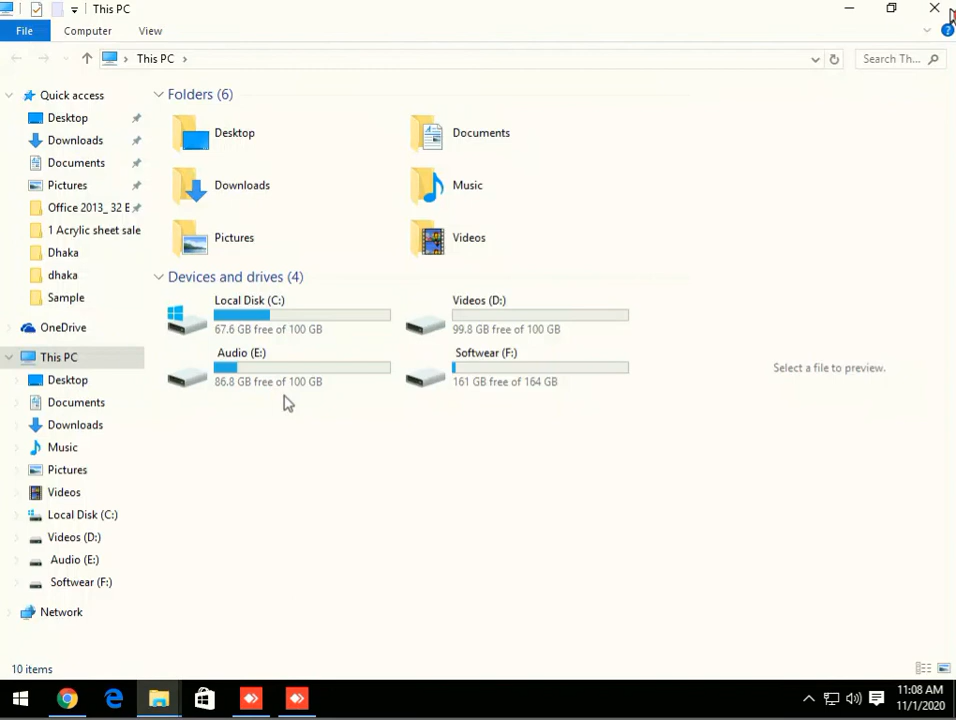 This PC
File
Computer
View
This PC
Search Th...
Quick access
Desktop
Downloads
Documents
Pictures
Office 2013_ 32 E
1 Acrylic sheet sale
Dhaka
dhaka
Sample
OneDrive
This PC
Desktop
Documents
Downloads
Music
Pictures
Videos
Local Disk (C:)
Videos (D:)
Audio (E:)
Softwear (F:)
Network
Folders (6)
Desktop
Documents
Downloads
Music
Pictures
Videos
Devices and drives (4)
Local Disk (C:)
67.6 GB free of 100 GB
Videos (D:)
99.8 GB free of 100 GB
Audio (E:)
86.8 GB free of 100 GB
Softwear (F:)
161 GB free of 164 GB
Select a file to preview.
10 items
11:08 AM
11/1/2020